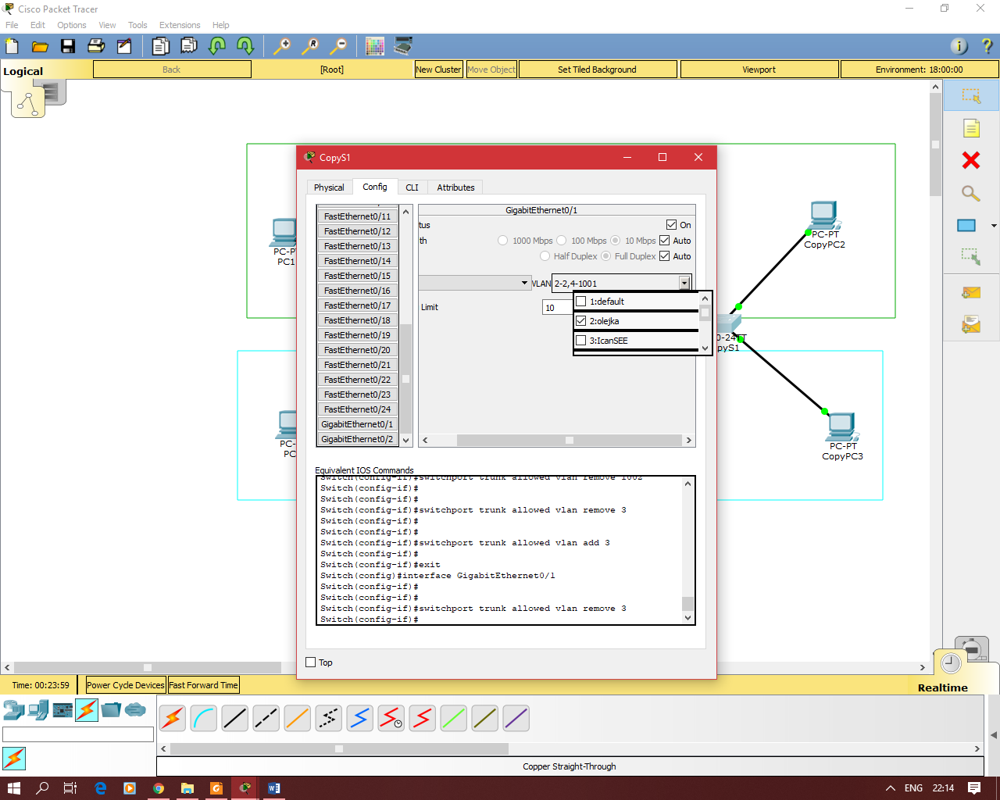 Cisco Packet Tracer
File Edit Options View Tools Extensions Help
Logical
Back
[Root]
New Cluster
Move Object
Set Tiled Background
Viewport
Environment: 18:00:00
CopyS1
Physical
Config
CLI
Attributes
FastEthernet0/11
FastEthernet0/12
FastEthernet0/13
FastEthernet0/14
FastEthernet0/15
FastEthernet0/16
FastEthernet0/17
FastEthernet0/18
FastEthernet0/19
FastEthernet0/20
FastEthernet0/21
FastEthernet0/22
FastEthernet0/23
FastEthernet0/24
GigabitEthernet0/1
GigabitEthernet0/2
GigabitEthernet0/1
tus
On
th
1000 Mbps
100 Mbps
10 Mbps
Auto
Half Duplex
Full Duplex
Auto
VLAN
2-2,4-1001
Limit
10
1:default
2:olejka
3:IcanSEE
Equivalent IOS Commands
Switch(config-if)#switchport trunk allowed vlan remove 1002
Switch(config-if)#
Switch(config-if)#
Switch(config-if)#switchport trunk allowed vlan remove 3
Switch(config-if)#
Switch(config-if)#
Switch(config-if)#switchport trunk allowed vlan add 3
Switch(config-if)#
Switch(config-if)#exit
Switch(config)#interface GigabitEthernet0/1
Switch(config-if)#
Switch(config-if)#
Switch(config-if)#switchport trunk allowed vlan remove 3
Switch(config-if)#
Top
PC-PT
PC1
PC-
PC
PC-PT
CopyPC2
0-24TT
pyS1
PC-PT
CopyPC3
Time: 00:23:59
Power Cycle Devices
Fast Forward Time
Realtime
Copper Straight-Through
ENG
22:14